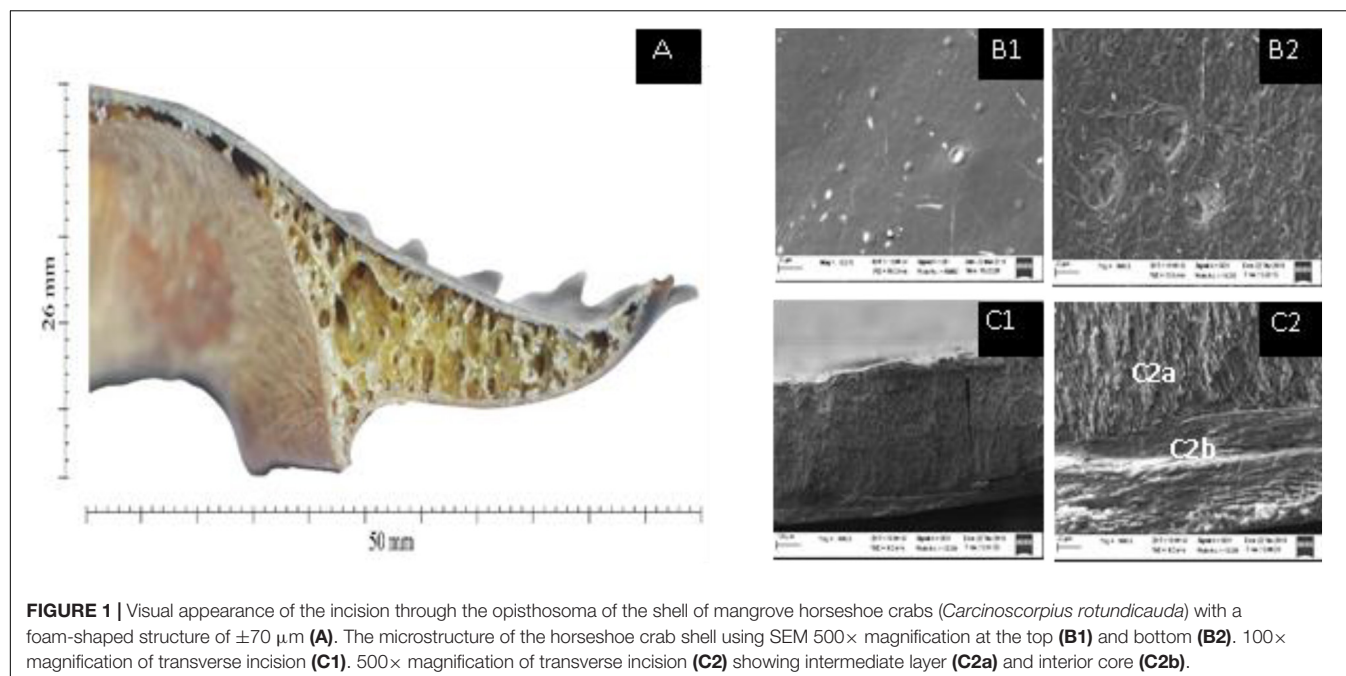 A
B1
B2
26 mm
50 mm
C1
C2
C2a
C2b
FIGURE 1 | Visual appearance of the incision through the opisthosoma of the shell of mangrove horseshoe crabs (Carcinoscorpius rotundicauda) with a
foam-shaped structure of ±70 μm (A). The microstructure of the horseshoe crab shell using SEM 500× magnification at the top (B1) and bottom (B2). 100×
magnification of transverse incision (C1). 500× magnification of transverse incision (C2) showing intermediate layer (C2a) and interior core (C2b).